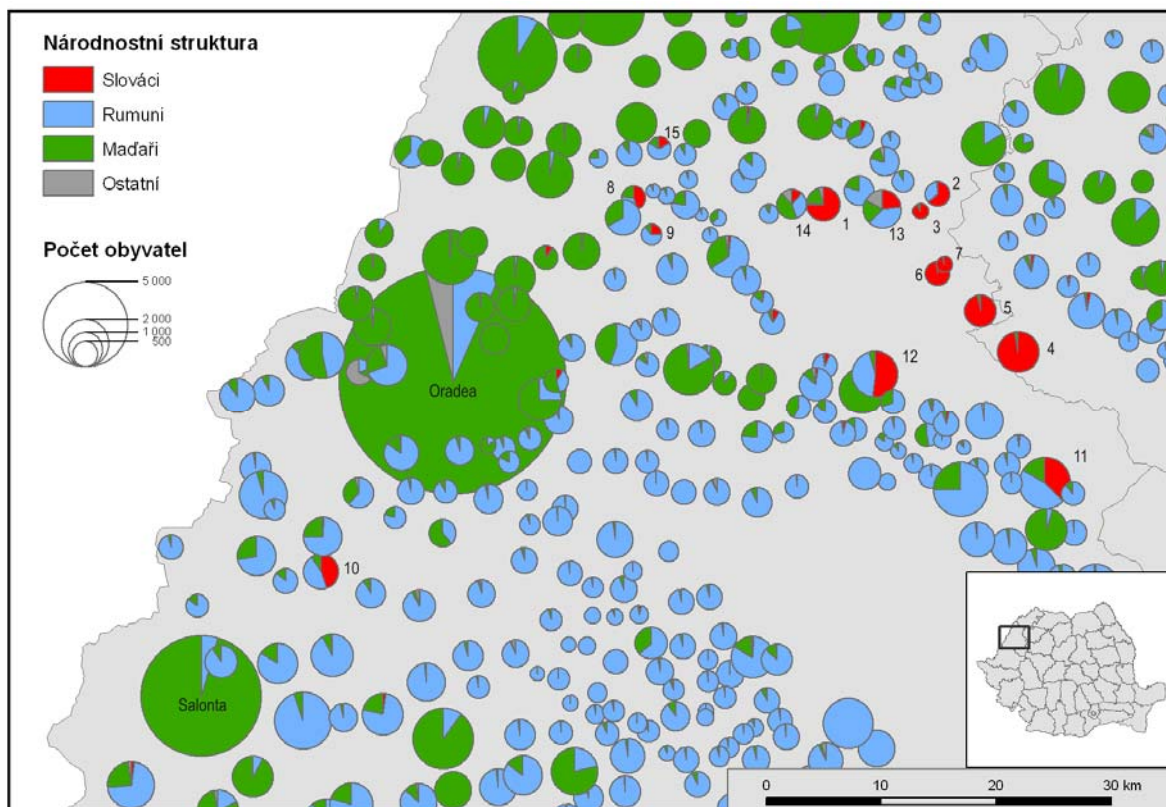 Národnostní struktura
Slováci
Rumuni
Maďaři
Ostatní
Počet obyvatel
5 000
2 000
1 000
500
15
8
2
14
1
13
3
9
7
6
5
4
12
Oradea
11
10
Salonta
0 10 20 30 km